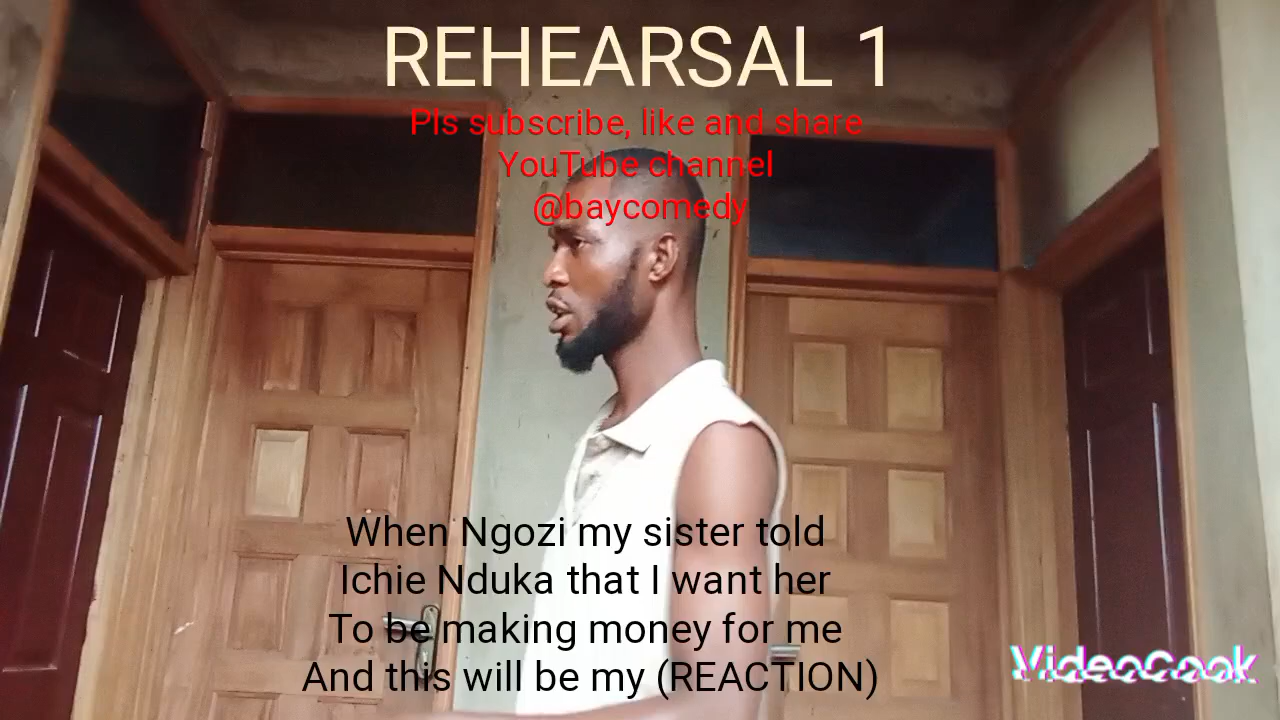 REHEARSAL 1
Pls subscribe, like and share
YouTube channel
@baycomedy
When Ngozi my sister told
Ichie Nduka that I want her
To be making money for me
And this will be my (REACTION)
VideoCook